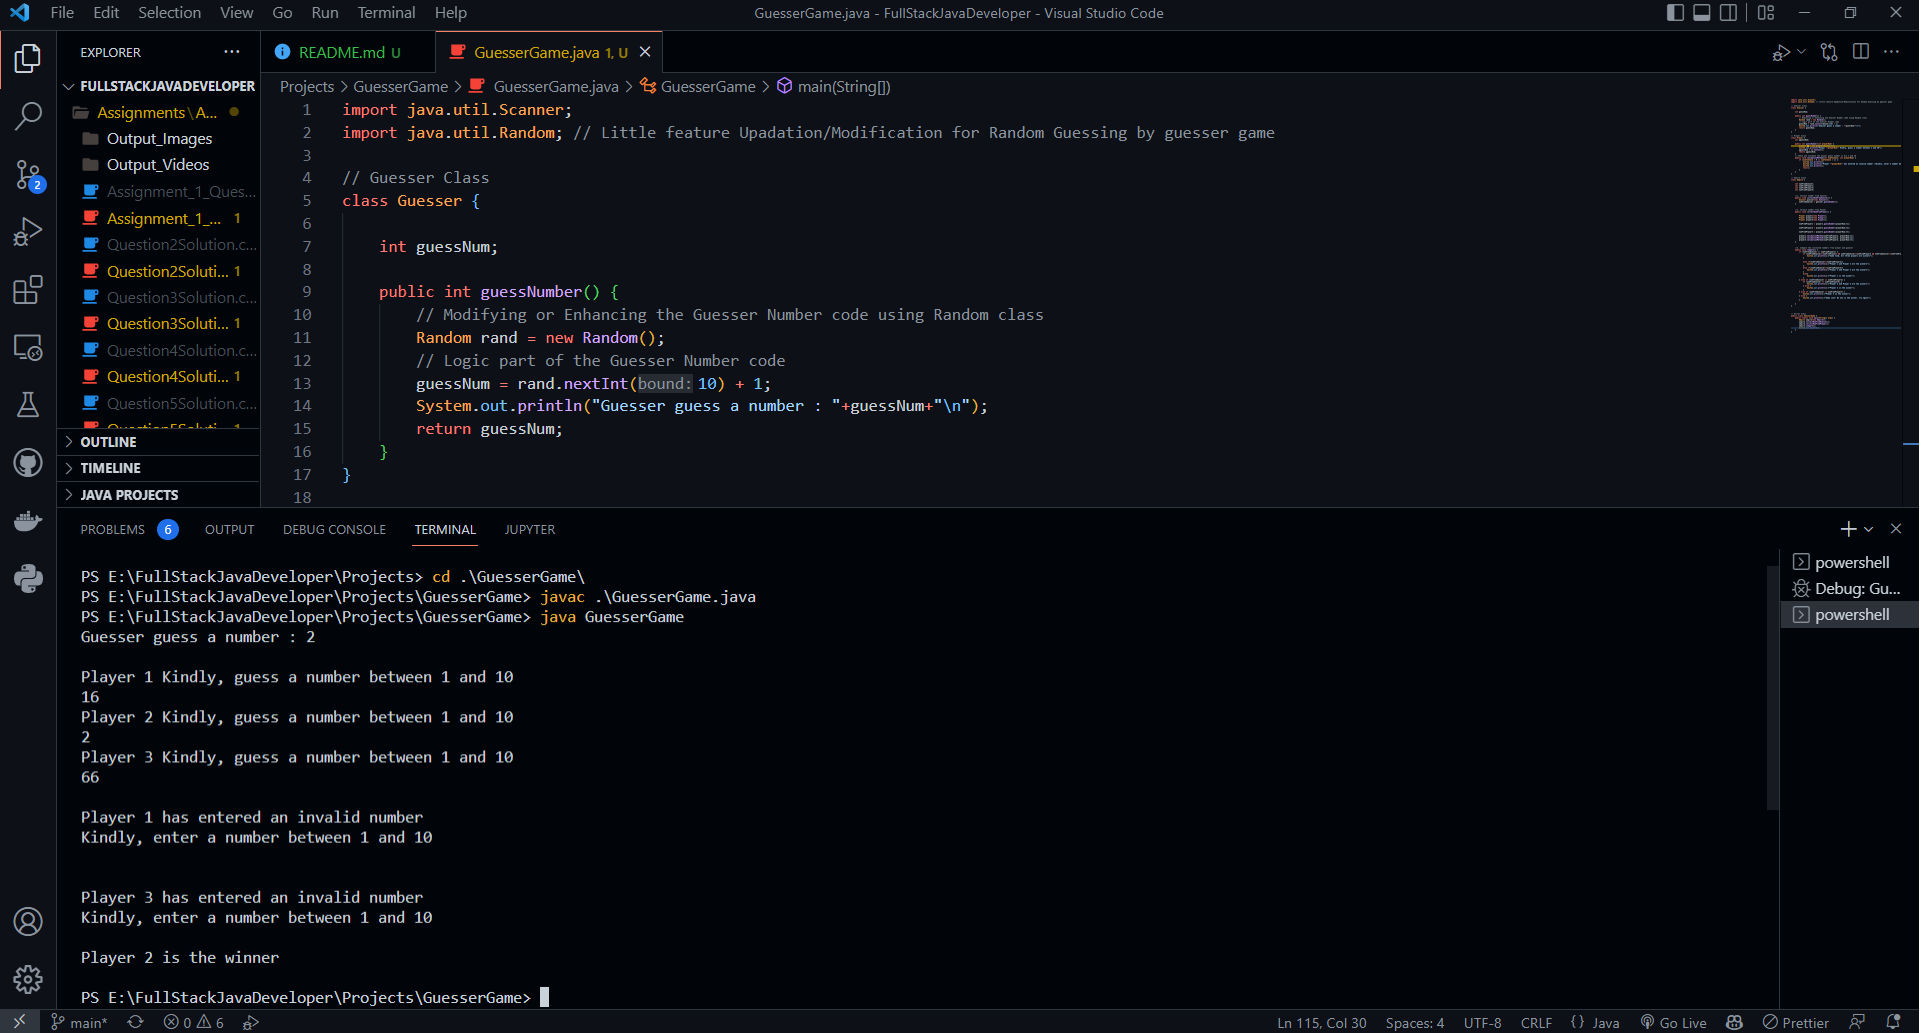 File Edit Selection View Go Run Terminal Help GuesserGame.java - FullStackJavaDeveloper - Visual Studio Code
EXPLORER ... README.md U GuesserGame.java 1, U
FULLSTACKJAVADEVELOPER Projects > GuesserGame > GuesserGame.java > GuesserGame > main(String[])
Assignments \ A...
Output_Images
Output_Videos
Assignment_1_Ques...
Assignment_1_... 1
Question2Solution.c...
Question2Soluti... 1
Question3Solution.c...
Question3Soluti... 1
Question4Solution.c...
Question4Soluti... 1
Question5Solution.c...
Question5Soluti... 1
OUTLINE
TIMELINE
JAVA PROJECTS
2
1 import java.util.Scanner;
2 import java.util.Random; // Little feature Upadation/Modification for Random Guessing by guesser game
3
4 // Guesser Class
5 class Guesser {
6
7 int guessNum;
8
9 public int guessNumber() {
10 // Modifying or Enhancing the Guesser Number code using Random class
11 Random rand = new Random();
12 // Logic part of the Guesser Number code
13 guessNum = rand.nextInt(bound: 10) + 1;
14 System.out.println("Guesser guess a number : "+guessNum+"\n");
15 return guessNum;
16 }
17 }
18
PROBLEMS 6 OUTPUT DEBUG CONSOLE TERMINAL JUPYTER
PS E:\FullStackJavaDeveloper\Projects> cd .\GuesserGame\
PS E:\FullStackJavaDeveloper\Projects\GuesserGame> javac .\GuesserGame.java
PS E:\FullStackJavaDeveloper\Projects\GuesserGame> java GuesserGame
Guesser guess a number : 2
Player 1 Kindly, guess a number between 1 and 10
16
Player 2 Kindly, guess a number between 1 and 10
2
Player 3 Kindly, guess a number between 1 and 10
66
Player 1 has entered an invalid number
Kindly, enter a number between 1 and 10
Player 3 has entered an invalid number
Kindly, enter a number between 1 and 10
Player 2 is the winner
PS E:\FullStackJavaDeveloper\Projects\GuesserGame>
powershell
Debug: Gu...
powershell
main* 0 6 Ln 115, Col 30 Spaces: 4 UTF-8 CRLF {} Java Go Live Prettier